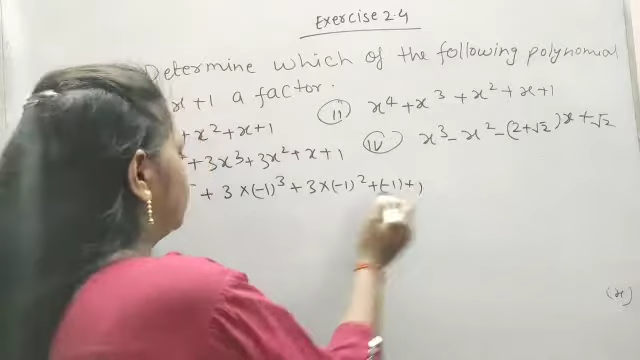 Exercise 2.4
Determine which of the following polynomial
x+1 a factor.
(ii) x⁴+x³+x²+x+1
+x²+x+1
+3x³+3x²+x+1
(iv) x³-x²-(2+√2)x+√2
+3×(-1)³+3×(-1)²+(-1)+1
(x)